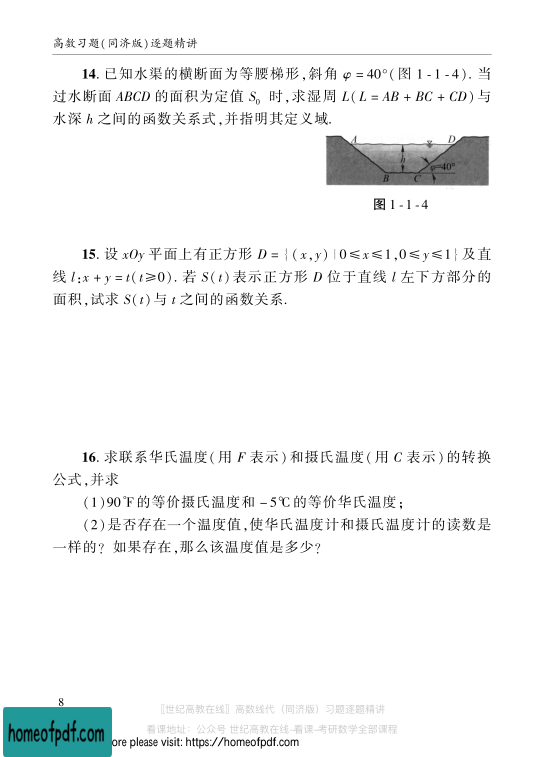 高数习题(同济版)逐题精讲
14. 已知水渠的横断面为等腰梯形,斜角 φ = 40°(图 1 - 1 - 4). 当
过水断面 ABCD 的面积为定值 S₀ 时,求湿周 L(L = AB + BC + CD)与
水深 h 之间的函数关系式,并指明其定义域.
A D
h
φ=40°
B C
图 1 - 1 - 4
15. 设 xOy 平面上有正方形 D = {(x,y)|0≤x≤1,0≤y≤1}及直
线 l:x + y = t(t≥0). 若 S(t)表示正方形 D 位于直线 l 左下方部分的
面积,试求 S(t)与 t 之间的函数关系.
16. 求联系华氏温度(用 F 表示)和摄氏温度(用 C 表示)的转换
公式,并求
(1)90℉的等价摄氏温度和 -5℃的等价华氏温度;
(2)是否存在一个温度值,使华氏温度计和摄氏温度计的读数是
一样的? 如果存在,那么该温度值是多少?
8
〖世纪高教在线〗高数线代（同济版）习题逐题精讲
看课地址：公众号 世纪高教在线-看课-考研数学全部课程
homeofpdf.com
ore please visit: https://homeofpdf.com